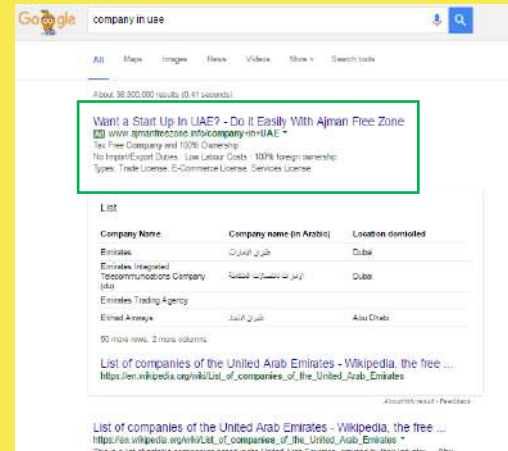 Google
company in uae
All Maps Images News Videos More Search tools
About 38,500,000 results (0.41 seconds)
Want a Start Up In UAE? - Do it Easily With Ajman Free Zone
Ad www.ajmanfreezone.info/company+in+UAE
Tax Free Company and 100% Ownership
No Import/Export Duties · Low Labour Costs · 100% foreign ownership
Types: Trade License, E-Commerce License, Services License
List
Company Name Company name (in Arabic) Location domiciled
Emirates طيران الإمارات Dubai
Emirates Integrated
Telecommunications Company Dubai
(du)
Emirates Trading Agency
Etihad Airways طيران الاتحاد Abu Dhabi
50 more rows, 2 more columns
List of companies of the United Arab Emirates - Wikipedia, the free ...
https://en.wikipedia.org/wiki/List_of_companies_of_the_United_Arab_Emirates
About this result • Feedback
List of companies of the United Arab Emirates - Wikipedia, the free ...
https://en.wikipedia.org/wiki/List_of_companies_of_the_United_Arab_Emirates